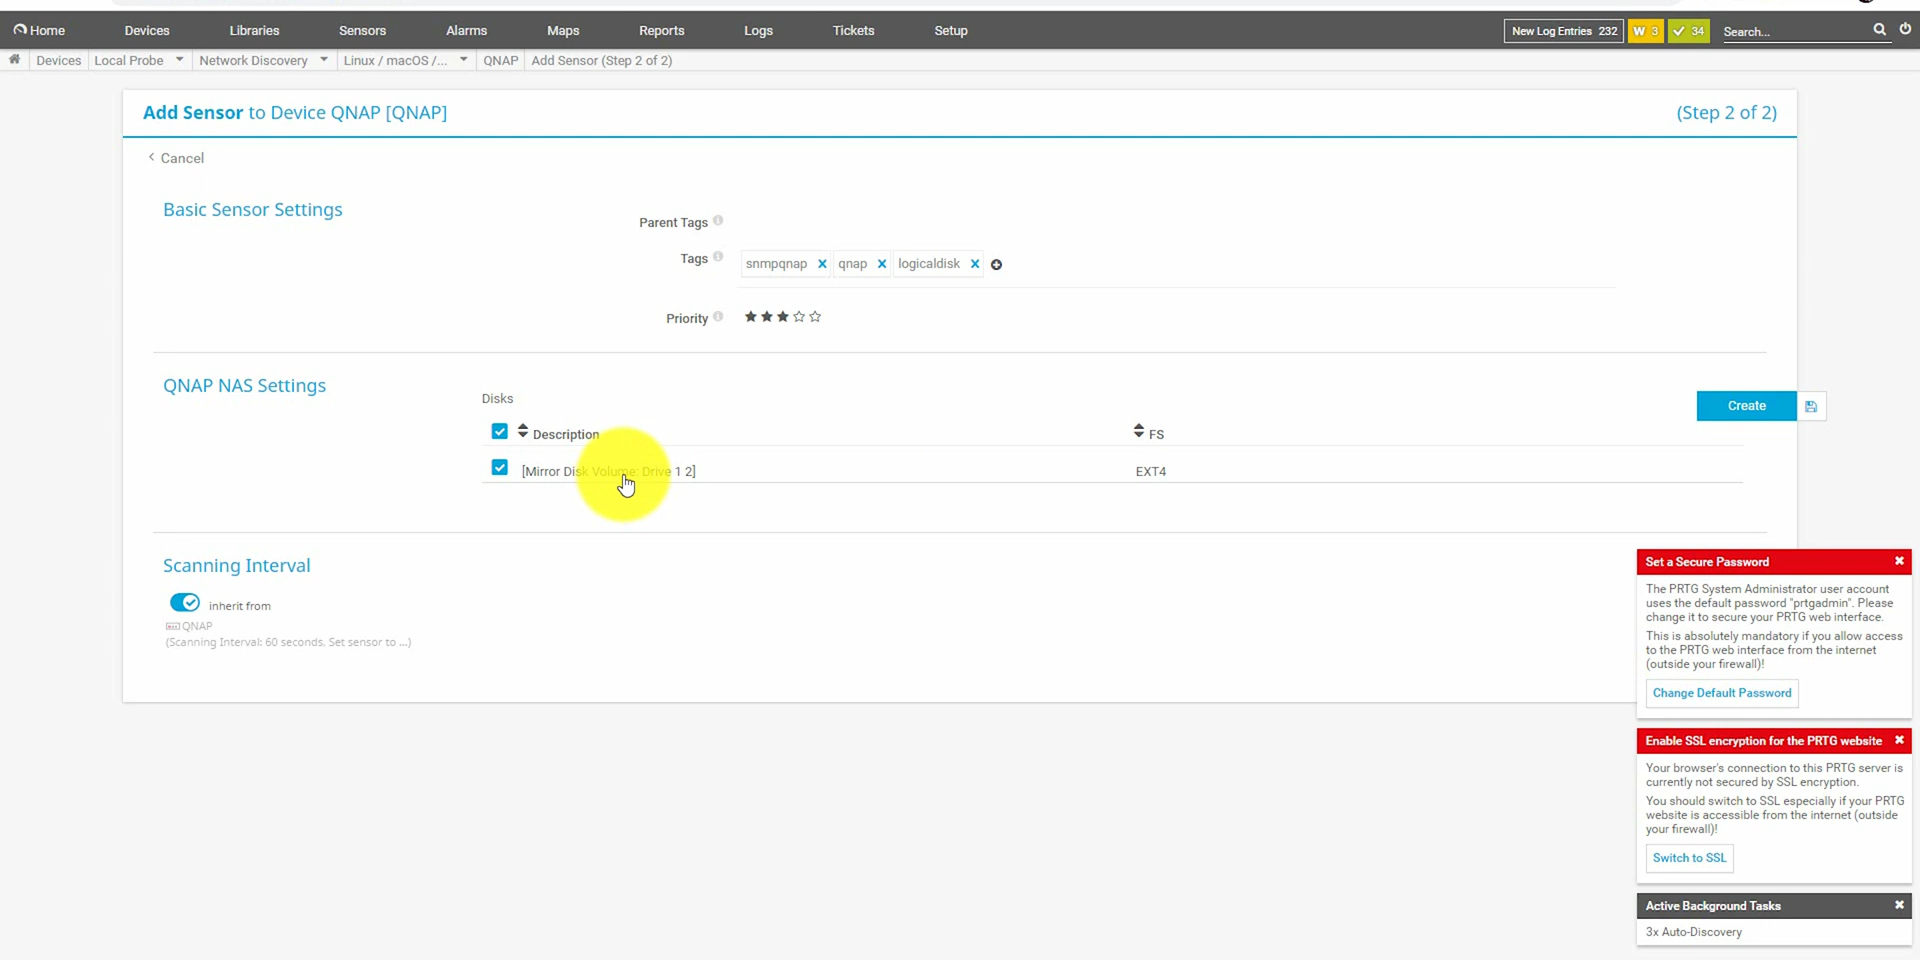 Home Devices Libraries Sensors Alarms Maps Reports Logs Tickets Setup New Log Entries 232 W 3 34 Search...
Devices Local Probe Network Discovery Linux / macOS /... QNAP Add Sensor (Step 2 of 2)
Add Sensor to Device QNAP [QNAP] (Step 2 of 2)
Cancel
Basic Sensor Settings
Parent Tags
Tags snmpqnap qnap logicaldisk
Priority
QNAP NAS Settings
Disks
Create
Description FS
[Mirror Disk Volume: Drive 1 2] EXT4
Scanning Interval
inherit from
QNAP
(Scanning Interval: 60 seconds, Set sensor to ...)
Set a Secure Password
The PRTG System Administrator user account
uses the default password "prtgadmin". Please
change it to secure your PRTG web interface.
This is absolutely mandatory if you allow access
to the PRTG web interface from the internet
(outside your firewall)!
Change Default Password
Enable SSL encryption for the PRTG website
Your browser's connection to this PRTG server is
currently not secured by SSL encryption.
You should switch to SSL especially if your PRTG
website is accessible from the internet (outside
your firewall)!
Switch to SSL
Active Background Tasks
3x Auto-Discovery